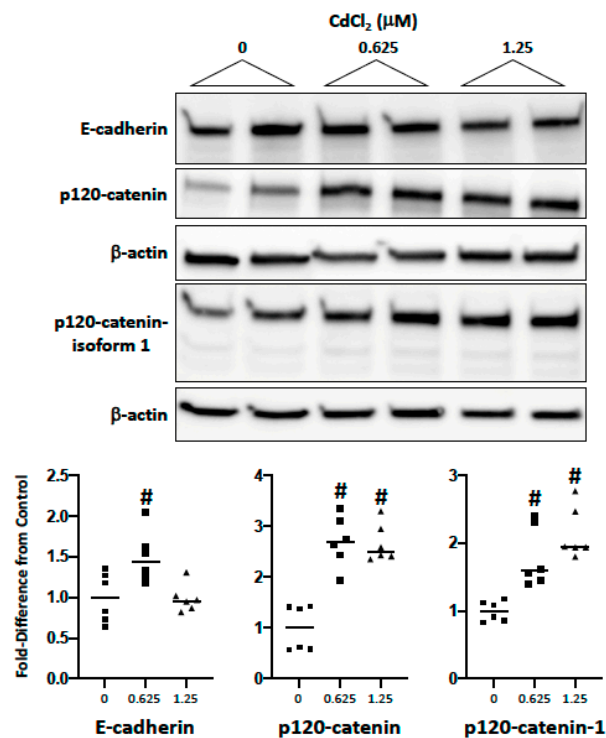 CdCl2 (μM)
0 0.625 1.25
E-cadherin
p120-catenin
β-actin
p120-catenin-
isoform 1
β-actin
Fold-Difference from Control
2.5
2.0
1.5
1.0
0.5
0.0
#
0 0.625 1.25
E-cadherin
4
3
2
1
0
# #
0 0.625 1.25
p120-catenin
3
2
1
0
# #
0 0.625 1.25
p120-catenin-1